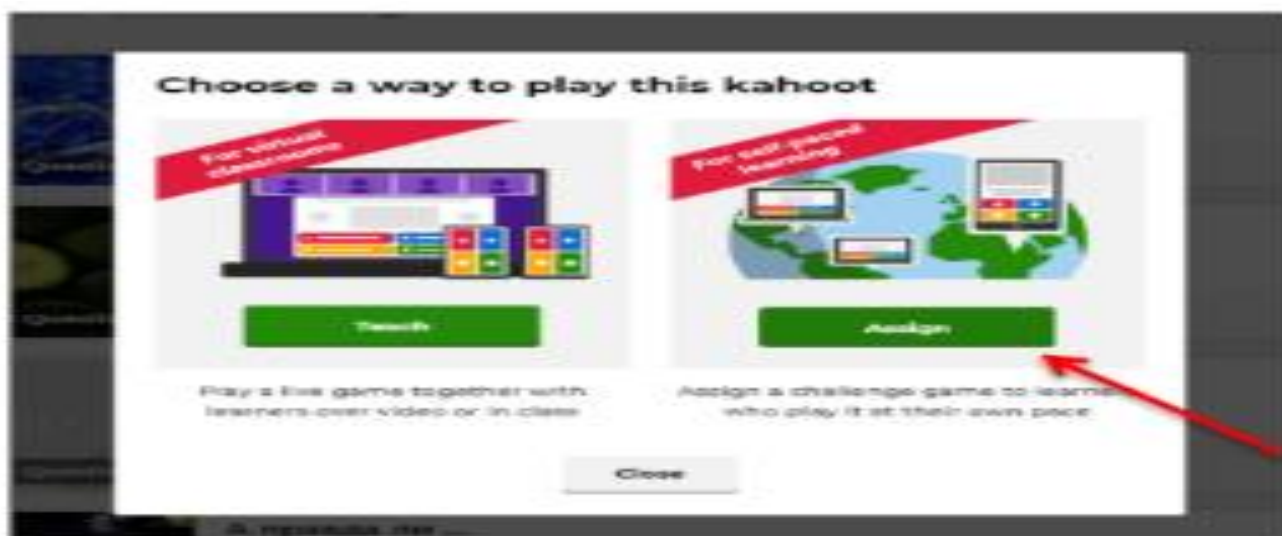 Choose a way to play this kahoot
For virtual
classrooms
For self-paced
learning
Teach
Assign
Play a live game together with
learners over video or in class
Assign a challenge game to
who play it at their own pace
Close